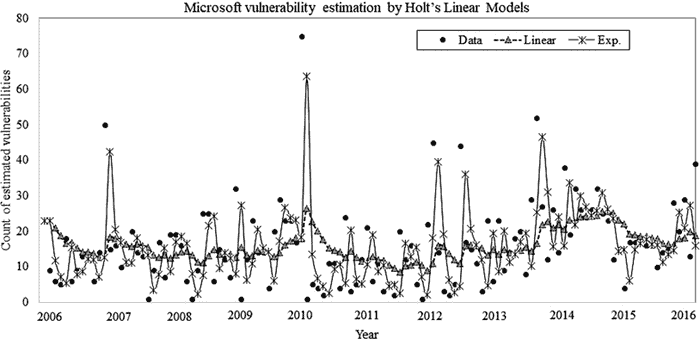 Microsoft vulnerability estimation by Holt's Linear Models
80
70
60
50
40
30
20
10
0
Count of estimated vulnerabilities
Data Linear Exp.
2006 2007 2008 2009 2010 2011 2012 2013 2014 2015 2016
Year